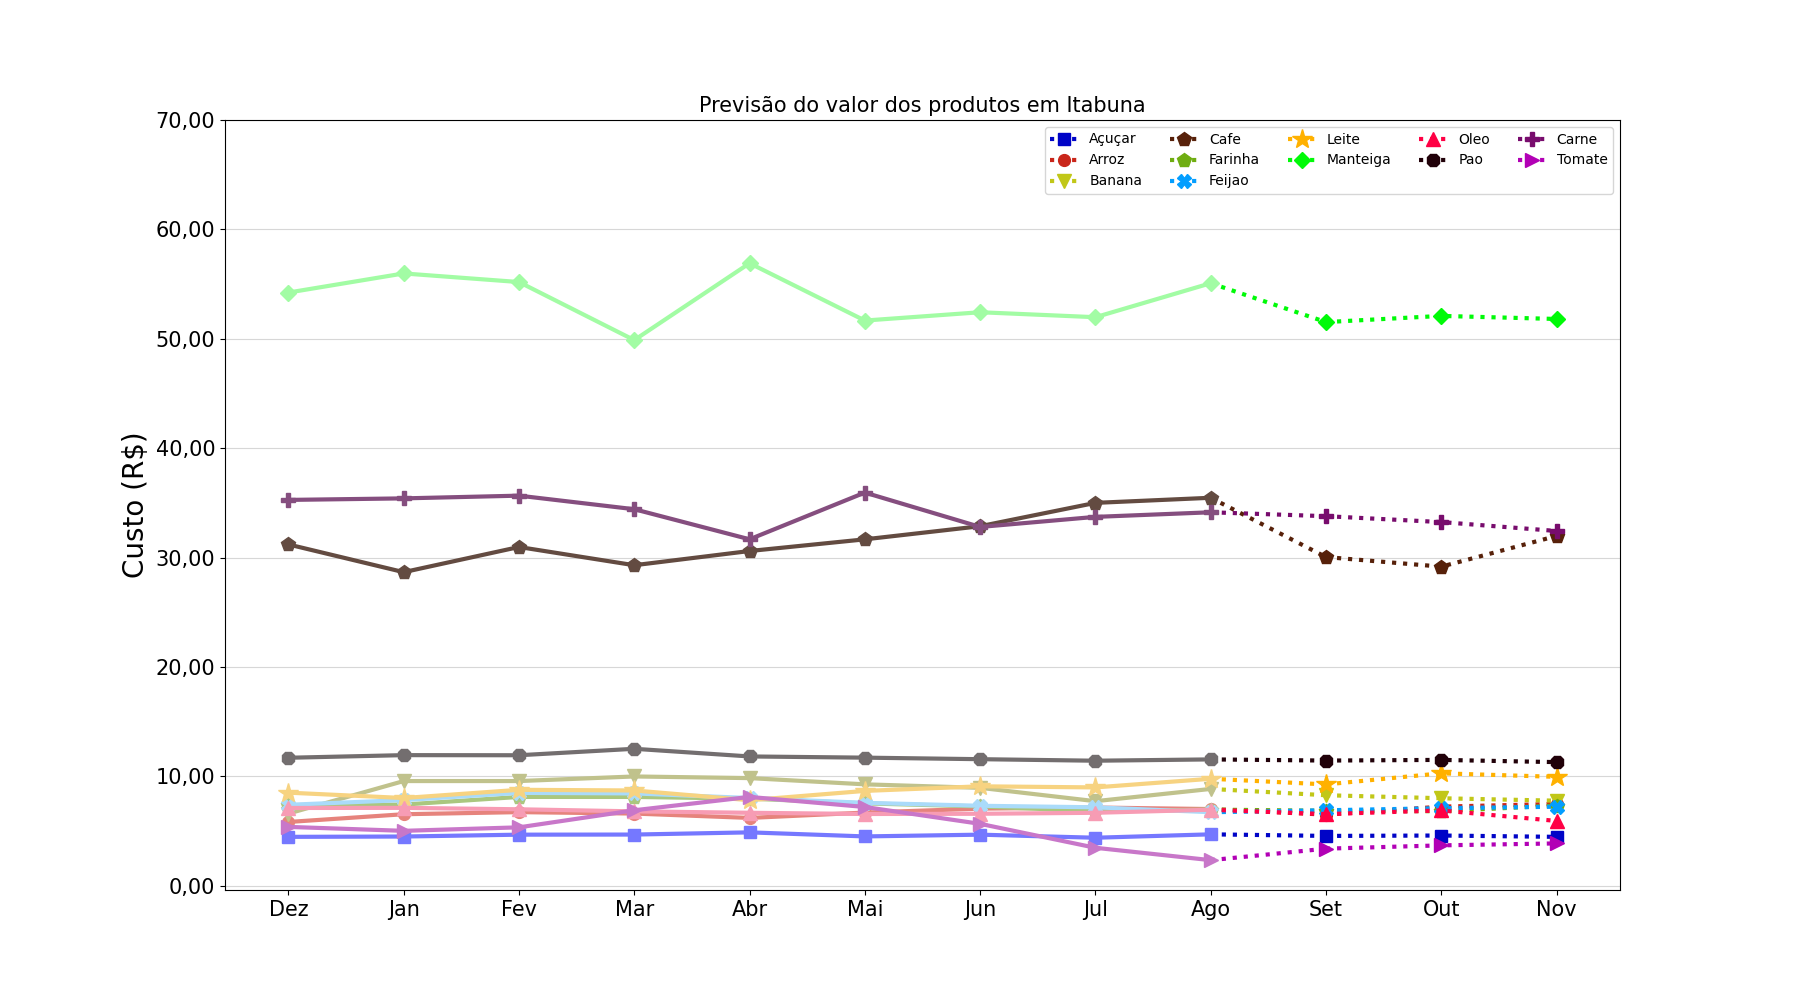 Previsão do valor dos produtos em Itabuna
70,00
60,00
50,00
40,00
30,00
20,00
10,00
0,00
Custo (R$)
Açuçar Cafe Leite Oleo Carne
Arroz Farinha Manteiga Pao Tomate
Banana Feijao
Dez Jan Fev Mar Abr Mai Jun Jul Ago Set Out Nov